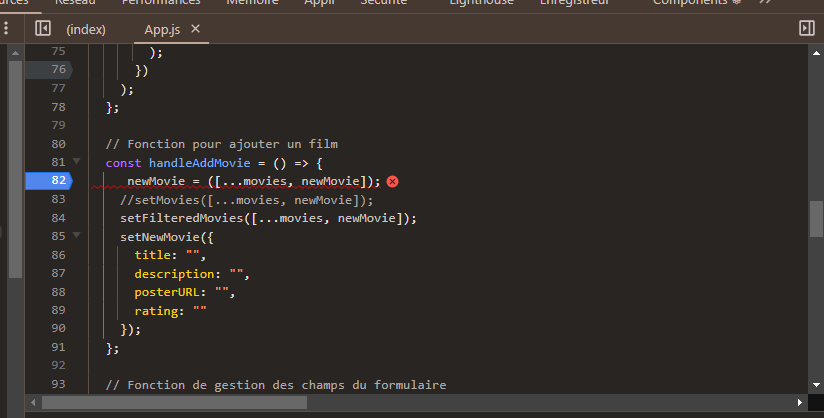 Réseau Performances Mémoire Appli Sécurité Lighthouse Enregistreur Components
(index) App.js ×
75 );
76 })
77 );
78 };
79
80 // Fonction pour ajouter un film
81 const handleAddMovie = () => {
82 newMovie = ([...movies, newMovie]);
83 //setMovies([...movies, newMovie]);
84 setFilteredMovies([...movies, newMovie]);
85 setNewMovie({
86 title: "",
87 description: "",
88 posterURL: "",
89 rating: ""
90 });
91 };
92
93 // Fonction de gestion des champs du formulaire